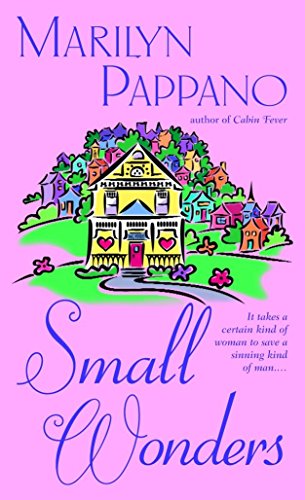 MARILYN
PAPPANO
author of Cabin Fever
It takes a
certain kind of
woman to save a
sinning kind
of man....
Small
Wonders